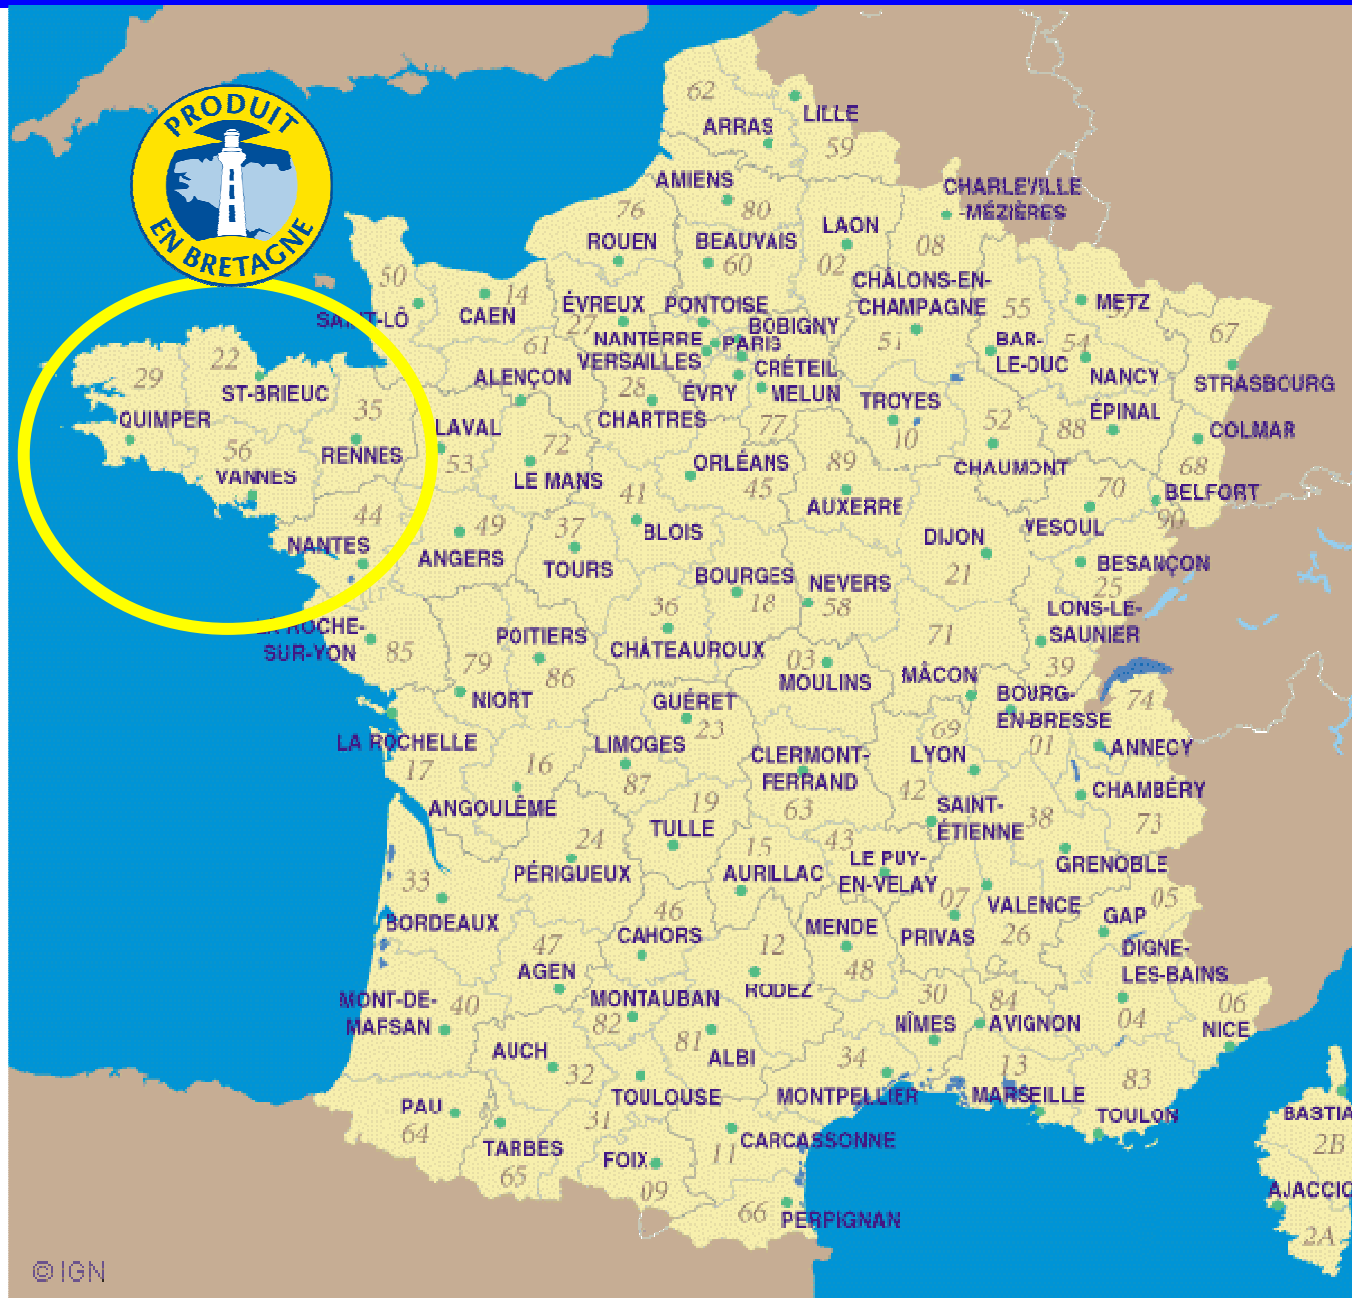 PRODUIT
EN BRETAGNE
62
LILLE
ARRAS
59
AMIENS
CHARLEVILLE
-MÉZIÈRES
76
80
LAON
ROUEN
BEAUVAIS
08
60
02
50
CHÂLONS-EN-
CHAMPAGNE
14
ÉVREUX
PONTOISE
55
METZ
57
SAINT-LÔ
CAEN
27
BOBIGNY
67
NANTERRE
PARIS
51
BAR-
LE-DUC
54
61
VERSAILLES
CRÉTEIL
22
29
ALENÇON
28
ÉVRY
MELUN
NANCY
STRASBOURG
ST-BRIEUC
TROYES
35
CHARTRES
ÉPINAL
QUIMPER
LAVAL
77
10
52
88
COLMAR
56
RENNES
53
72
ORLÉANS
89
CHAUMONT
68
VANNES
LE MANS
41
45
70
BELFORT
44
49
AUXERRE
90
37
BLOIS
DIJON
VESOUL
NANTES
ANGERS
TOURS
BESANÇON
BOURGES
NEVERS
21
25
36
18
58
LONS-LE-
SAUNIER
LA ROCHE-
SUR-YON
POITIERS
71
85
79
CHÂTEAUROUX
03
39
86
MOULINS
MÂCON
NIORT
GUÉRET
BOURG-
EN-BRESSE
74
23
69
LA ROCHELLE
LIMOGES
01
ANNECY
17
16
CLERMONT-
FERRAND
LYON
87
42
CHAMBÉRY
ANGOULÊME
19
63
SAINT-
ÉTIENNE
38
73
TULLE
24
15
43
LE PUY-
EN-VELAY
GRENOBLE
PÉRIGUEUX
AURILLAC
33
07
VALENCE
05
BORDEAUX
46
MENDE
GAP
CAHORS
PRIVAS
26
47
12
DIGNE-
LES-BAINS
AGEN
48
RODEZ
MONT-DE-
MARSAN
40
MONTAUBAN
30
84
06
82
NÎMES
AVIGNON
04
NICE
81
ALBI
AUCH
34
13
32
83
TOULOUSE
MONTPELLIER
MARSEILLE
PAU
31
TOULON
BASTIA
64
TARBES
CARCASSONNE
2B
FOIX
11
65
09
AJACCIO
66
PERPIGNAN
2A
© IGN